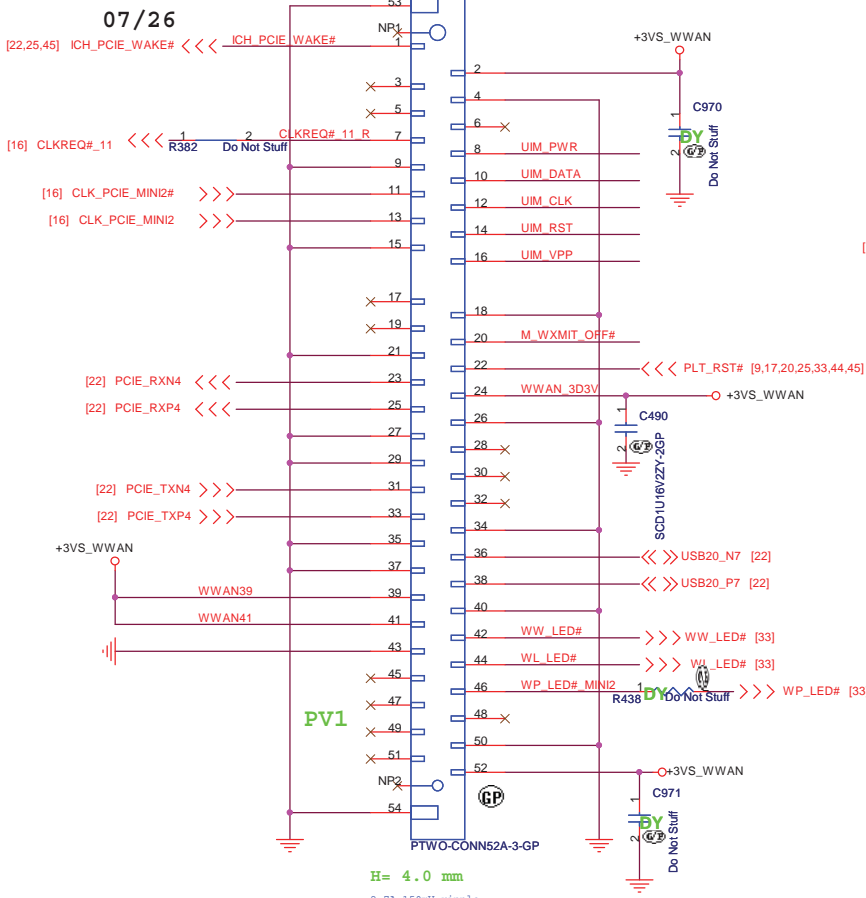 53
07/26
NP1
[22,25,45] ICH_PCIE_WAKE# ICH_PCIE_WAKE# 1
+3VS_WWAN
2
3
4
C970
1
DY
2
G/P
Do Not Stuff
5
6
[16] CLKREQ#_11 1 R382 2 Do Not Stuff CLKREQ#_11_R 7
8 UIM_PWR
9
10 UIM_DATA
[16] CLK_PCIE_MINI2# 11
12 UIM_CLK
[16] CLK_PCIE_MINI2 13
14 UIM_RST
15
16 UIM_VPP
[
17
18
19
20 M_WXMIT_OFF#
21
22 PLT_RST# [9,17,20,25,33,44,45]
[22] PCIE_RXN4 23
24 WWAN_3D3V +3VS_WWAN
[22] PCIE_RXP4 25
26
1 C490
2 G/P
SCD1U16V2ZY-2GP
27
28
29
30
[22] PCIE_TXN4 31
32
[22] PCIE_TXP4 33
34
35
+3VS_WWAN
36 USB20_N7 [22]
37
38 USB20_P7 [22]
WWAN39 39
40
WWAN41 41
42 WW_LED# WW_LED# [33]
43
44 WL_LED# WL_LED# [33]
45
46 WP_LED#_MINI2 R438 1 DY Do Not Stuff WP_LED# [33
47
48
PV1
49
50
51
52 +3VS_WWAN
NP2
GP
C971
1
DY
2
G/P
Do Not Stuff
54
PTWO-CONN52A-3-GP
H= 4.0 mm